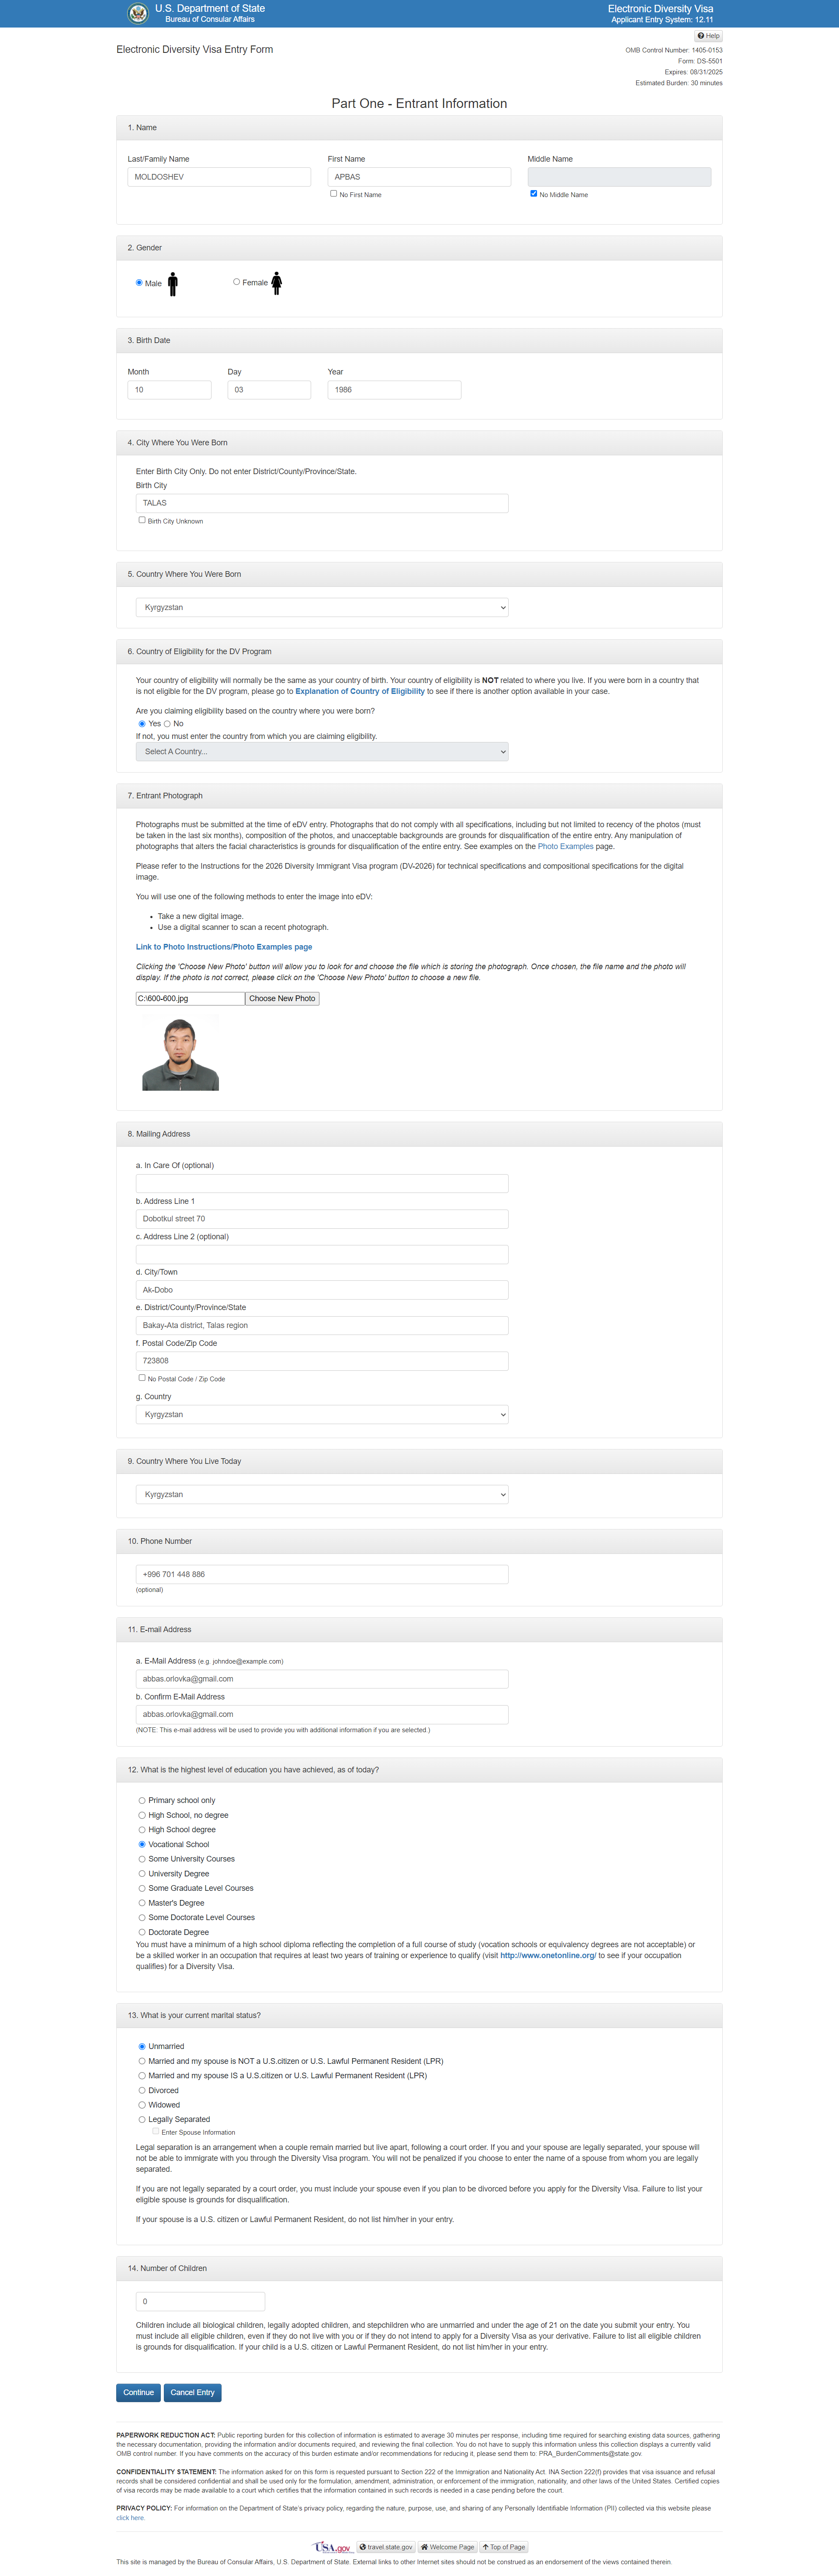 U.S. Department of State
Bureau of Consular Affairs
Electronic Diversity Visa
Applicant Entry System: 12.11
Help
Electronic Diversity Visa Entry Form
OMB Control Number: 1405-0153
Form: DS-5501
Expires: 08/31/2025
Estimated Burden: 30 minutes
Part One - Entrant Information
1. Name
Last/Family Name
First Name
Middle Name
MOLDOSHEV
APBAS
No First Name
No Middle Name
2. Gender
Male
Female
3. Birth Date
Month
Day
Year
10
03
1986
4. City Where You Were Born
Enter Birth City Only. Do not enter District/County/Province/State.
Birth City
TALAS
Birth City Unknown
5. Country Where You Were Born
Kyrgyzstan
6. Country of Eligibility for the DV Program
Your country of eligibility will normally be the same as your country of birth. Your country of eligibility is NOT related to where you live. If you were born in a country that
is not eligible for the DV program, please go to Explanation of Country of Eligibility to see if there is another option available in your case.
Are you claiming eligibility based on the country where you were born?
Yes No
If not, you must enter the country from which you are claiming eligibility.
Select A Country...
7. Entrant Photograph
Photographs must be submitted at the time of eDV entry. Photographs that do not comply with all specifications, including but not limited to recency of the photos (must
be taken in the last six months), composition of the photos, and unacceptable backgrounds are grounds for disqualification of the entire entry. Any manipulation of
photographs that alters the facial characteristics is grounds for disqualification of the entire entry. See examples on the Photo Examples page.
Please refer to the Instructions for the 2026 Diversity Immigrant Visa program (DV-2026) for technical specifications and compositional specifications for the digital
image.
You will use one of the following methods to enter the image into eDV:
• Take a new digital image.
• Use a digital scanner to scan a recent photograph.
Link to Photo Instructions/Photo Examples page
Clicking the 'Choose New Photo' button will allow you to look for and choose the file which is storing the photograph. Once chosen, the file name and the photo will
display. If the photo is not correct, please click on the 'Choose New Photo' button to choose a new file.
C:\600-600.jpg
Choose New Photo
8. Mailing Address
a. In Care Of (optional)
b. Address Line 1
Dobotkul street 70
c. Address Line 2 (optional)
d. City/Town
Ak-Dobo
e. District/County/Province/State
Bakay-Ata district, Talas region
f. Postal Code/Zip Code
723808
No Postal Code / Zip Code
g. Country
Kyrgyzstan
9. Country Where You Live Today
Kyrgyzstan
10. Phone Number
+996 701 448 886
(optional)
11. E-mail Address
a. E-Mail Address (e.g. johndoe@example.com)
abbas.orlovka@gmail.com
b. Confirm E-Mail Address
abbas.orlovka@gmail.com
(NOTE: This e-mail address will be used to provide you with additional information if you are selected.)
12. What is the highest level of education you have achieved, as of today?
Primary school only
High School, no degree
High School degree
Vocational School
Some University Courses
University Degree
Some Graduate Level Courses
Master's Degree
Some Doctorate Level Courses
Doctorate Degree
You must have a minimum of a high school diploma reflecting the completion of a full course of study (vocation schools or equivalency degrees are not acceptable) or
be a skilled worker in an occupation that requires at least two years of training or experience to qualify (visit http://www.onetonline.org/ to see if your occupation
qualifies) for a Diversity Visa.
13. What is your current marital status?
Unmarried
Married and my spouse is NOT a U.S.citizen or U.S. Lawful Permanent Resident (LPR)
Married and my spouse IS a U.S.citizen or U.S. Lawful Permanent Resident (LPR)
Divorced
Widowed
Legally Separated
Enter Spouse Information
Legal separation is an arrangement when a couple remain married but live apart, following a court order. If you and your spouse are legally separated, your spouse will
not be able to immigrate with you through the Diversity Visa program. You will not be penalized if you choose to enter the name of a spouse from whom you are legally
separated.
If you are not legally separated by a court order, you must include your spouse even if you plan to be divorced before you apply for the Diversity Visa. Failure to list your
eligible spouse is grounds for disqualification.
If your spouse is a U.S. citizen or Lawful Permanent Resident, do not list him/her in your entry.
14. Number of Children
0
Children include all biological children, legally adopted children, and stepchildren who are unmarried and under the age of 21 on the date you submit your entry. You
must include all eligible children, even if they do not live with you or if they do not intend to apply for a Diversity Visa as your derivative. Failure to list all eligible children
is grounds for disqualification. If your child is a U.S. citizen or Lawful Permanent Resident, do not list him/her in your entry.
Continue
Cancel Entry
PAPERWORK REDUCTION ACT: Public reporting burden for this collection of information is estimated to average 30 minutes per response, including time required for searching existing data sources, gathering
the necessary documentation, providing the information and/or documents required, and reviewing the final collection. You do not have to supply this information unless this collection displays a currently valid
OMB control number. If you have comments on the accuracy of this burden estimate and/or recommendations for reducing it, please send them to: PRA_BurdenComments@state.gov.
CONFIDENTIALITY STATEMENT: The information asked for on this form is requested pursuant to Section 222 of the Immigration and Nationality Act. INA Section 222(f) provides that visa issuance and refusal
records shall be considered confidential and shall be used only for the formulation, amendment, administration, or enforcement of the immigration, nationality, and other laws of the United States. Certified copies
of visa records may be made available to a court which certifies that the information contained in such records is needed in a case pending before the court.
PRIVACY POLICY: For information on the Department of State's privacy policy, regarding the nature, purpose, use, and sharing of any Personally Identifiable Information (PII) collected via this website please
click here.
USA.gov
travel.state.gov
Welcome Page
Top of Page
This site is managed by the Bureau of Consular Affairs, U.S. Department of State. External links to other Internet sites should not be construed as an endorsement of the views contained therein.